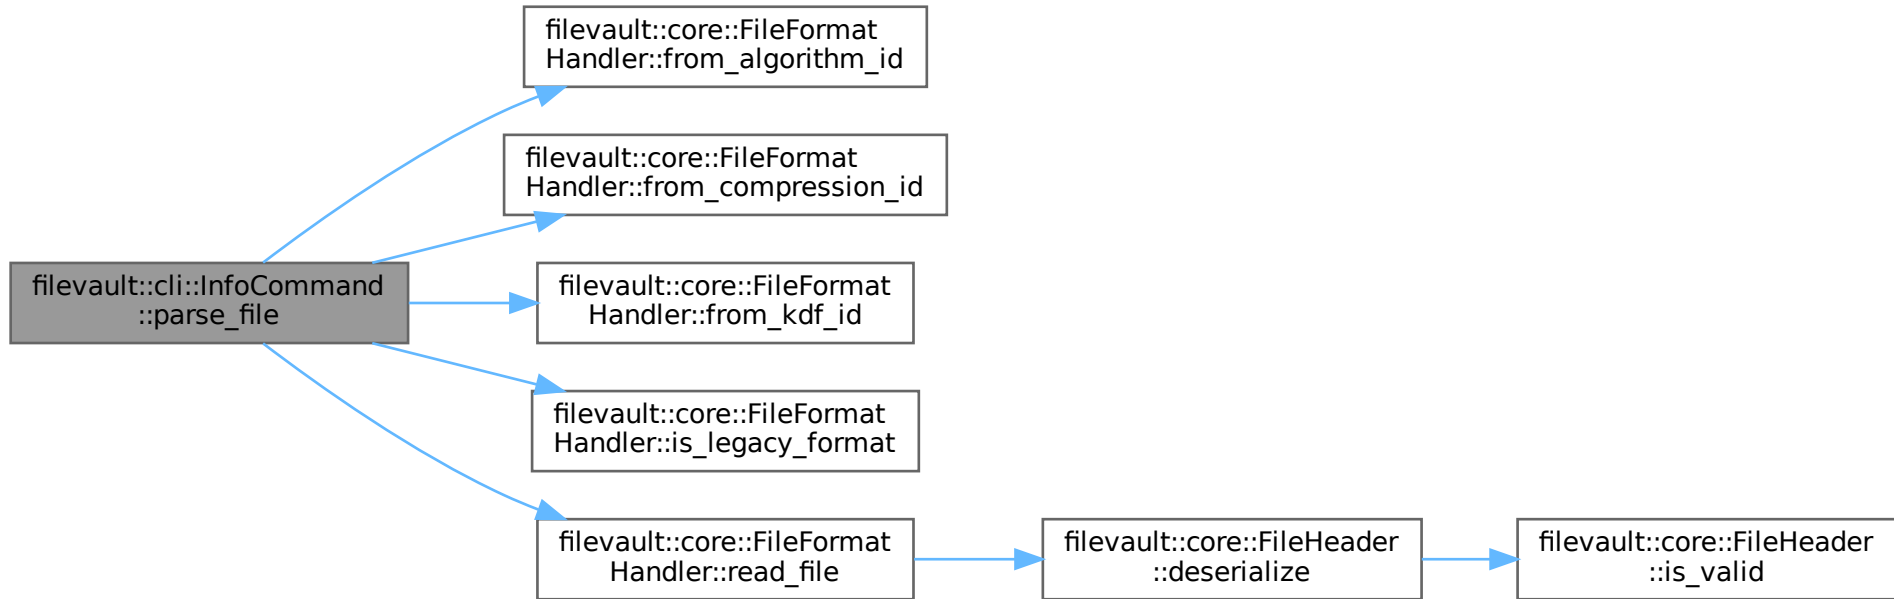 filevault::core::FileFormat
Handler::from_algorithm_id
filevault::core::FileFormat
Handler::from_compression_id
filevault::cli::InfoCommand
::parse_file
filevault::core::FileFormat
Handler::from_kdf_id
filevault::core::FileFormat
Handler::is_legacy_format
filevault::core::FileFormat
Handler::read_file
filevault::core::FileHeader
::deserialize
filevault::core::FileHeader
::is_valid